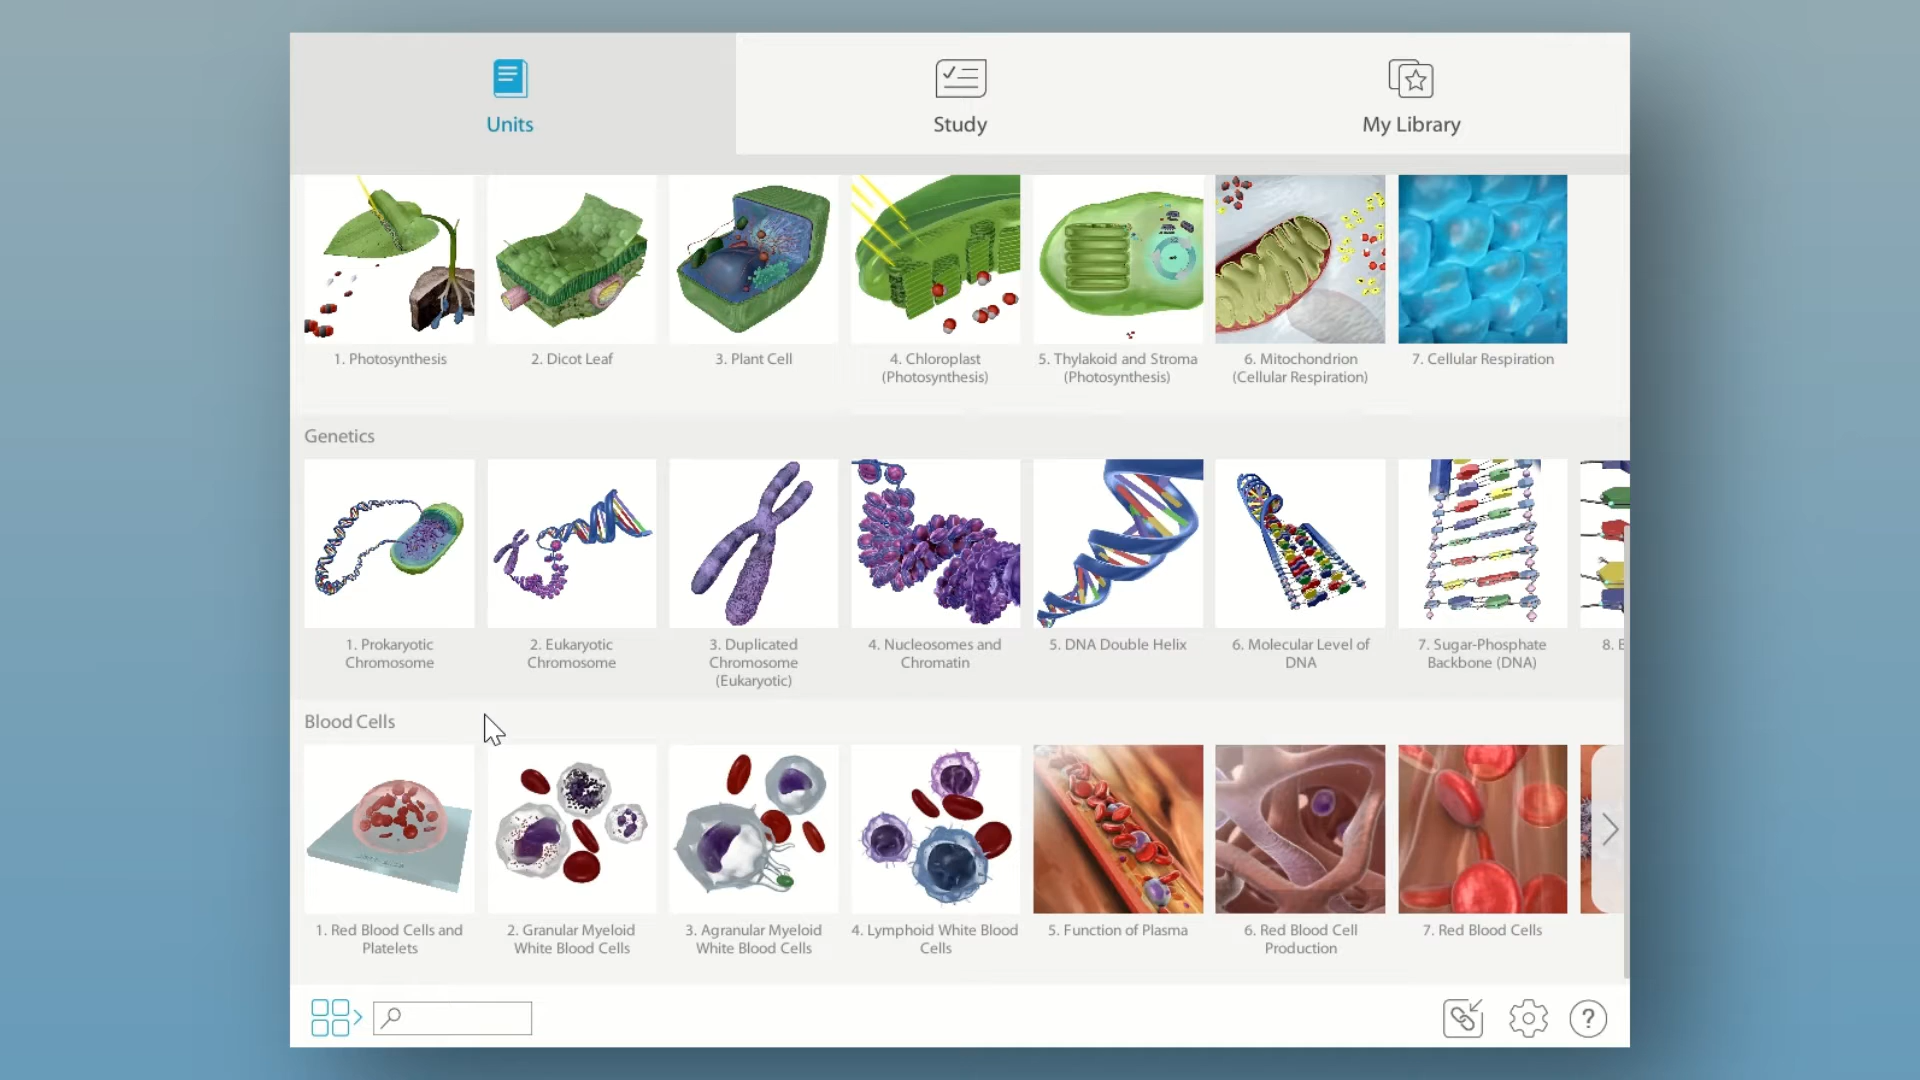 Units
Study
My Library
1. Photosynthesis
2. Dicot Leaf
3. Plant Cell
4. Chloroplast
(Photosynthesis)
5. Thylakoid and Stroma
(Photosynthesis)
6. Mitochondrion
(Cellular Respiration)
7. Cellular Respiration
Genetics
1. Prokaryotic
Chromosome
2. Eukaryotic
Chromosome
3. Duplicated
Chromosome
(Eukaryotic)
4. Nucleosomes and
Chromatin
5. DNA Double Helix
6. Molecular Level of
DNA
7. Sugar-Phosphate
Backbone (DNA)
8.
Blood Cells
1. Red Blood Cells and
Platelets
2. Granular Myeloid
White Blood Cells
3. Agranular Myeloid
White Blood Cells
4. Lymphoid White Blood
Cells
5. Function of Plasma
6. Red Blood Cell
Production
7. Red Blood Cells
?